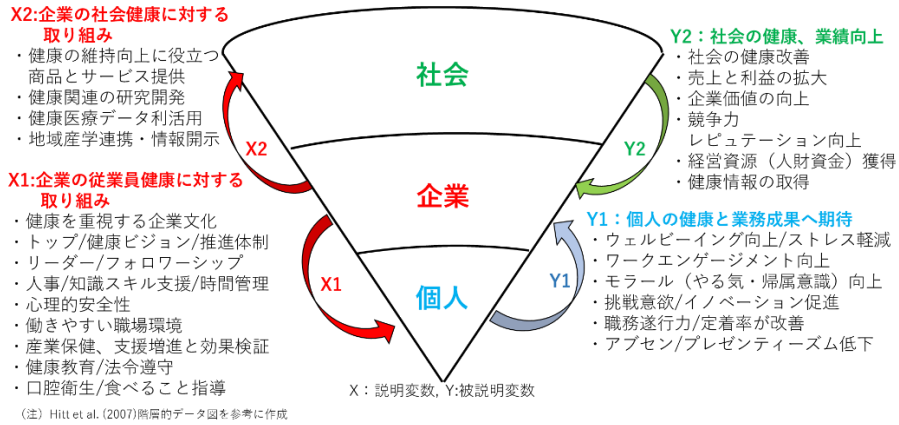 X2:企業の社会健康に対する
取り組み
・健康の維持向上に役立つ
商品とサービス提供
・健康関連の研究開発
・健康医療データ利活用
・地域産学連携・情報開示
X1:企業の従業員健康に対する
取り組み
・健康を重視する企業文化
・トップ/健康ビジョン/推進体制
・リーダー/フォロワーシップ
・人事/知識スキル支援/時間管理
・心理的安全性
・働きやすい職場環境
・産業保健、支援増進と効果検証
・健康教育/法令遵守
・口腔衛生/食べること指導
(注)Hitt et al. (2007)階層的データ図を参考に作成
社会
企業
個人
X2
X1
Y2
Y1
X:説明変数, Y:被説明変数
Y2:社会の健康、業績向上
・社会の健康改善
・売上と利益の拡大
・企業価値の向上
・競争力
レピュテーション向上
・経営資源(人財資金)獲得
・健康情報の取得
Y1:個人の健康と業務成果へ期待
・ウェルビーイング向上/ストレス軽減
・ワークエンゲージメント向上
・モラール(やる気・帰属意識)向上
・挑戦意欲/イノベーション促進
・職務遂行力/定着率が改善
・アブセン/プレゼンティーズム低下